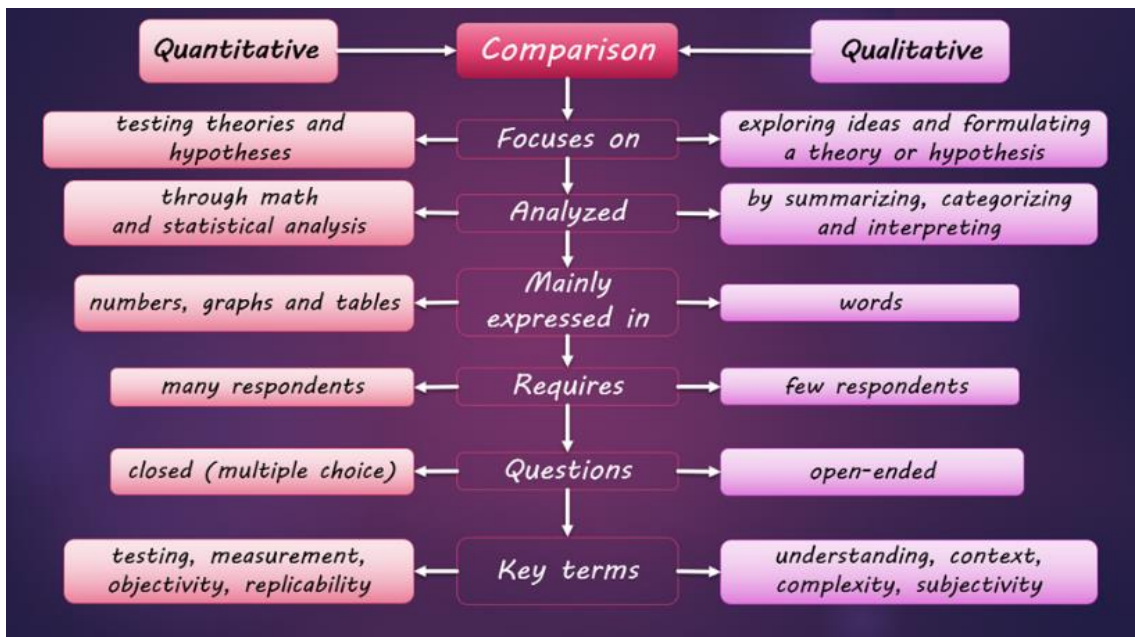 Quantitative
Comparison
Qualitative
testing theories and
hypotheses
Focuses on
exploring ideas and formulating
a theory or hypothesis
through math
and statistical analysis
Analyzed
by summarizing, categorizing
and interpreting
numbers, graphs and tables
Mainly
expressed in
words
many respondents
Requires
few respondents
closed (multiple choice)
Questions
open-ended
testing, measurement,
objectivity, replicability
Key terms
understanding, context,
complexity, subjectivity